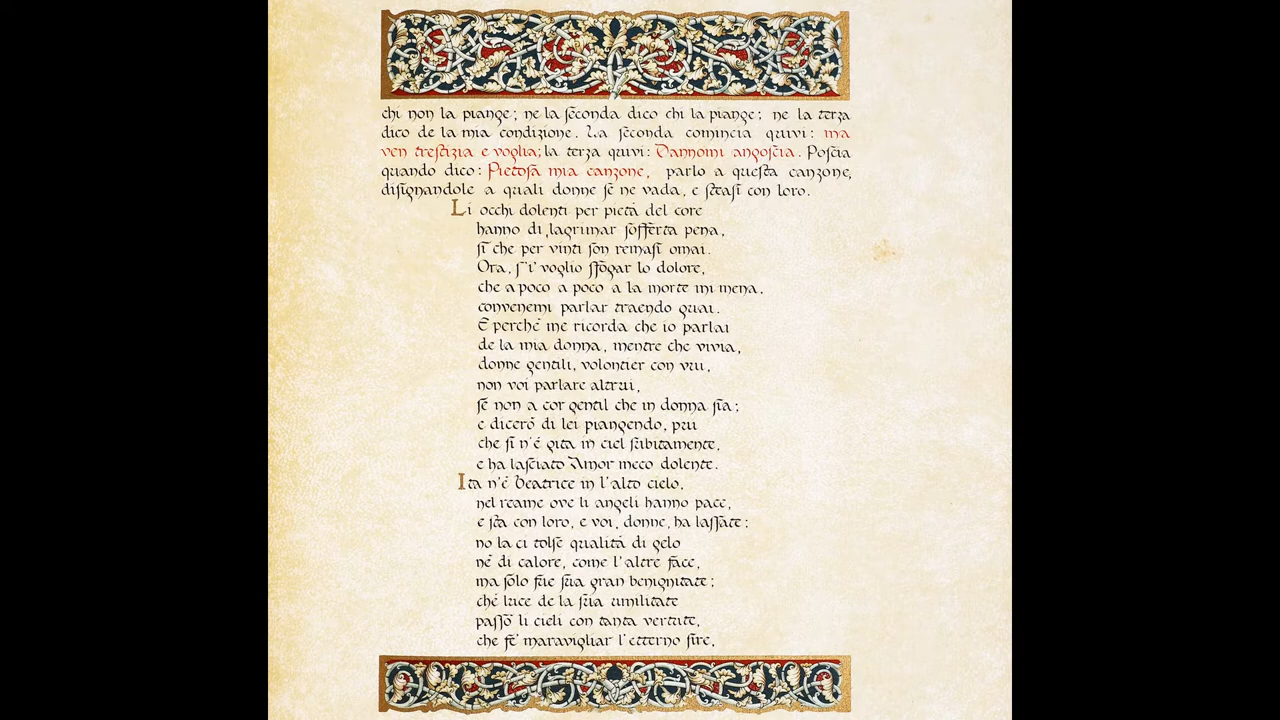 chi non la piange; ne la seconda dico chi la piange; ne la terza
dico de la mia condizione. La seconda comincia quivi: ma
ven trestizia e voglia; la terza quivi: Dannomi angoscia. Poscia
quando dico: Pietosa mia canzone, parlo a questa canzone,
disignandole a quali donne se ne vada, e steasi con loro.
Li occhi dolenti per pietà del core
hanno di lagrimar sofferta pena,
sì che per vinti son remasi omai.
Ora, s'i' voglio sfogar lo dolore,
che a poco a poco a la morte mi mena,
convenemi parlar traendo guai.
E perché me ricorda che io parlai
de la mia donna, mentre che vivia,
donne gentili, volontier con vui,
non voi parlare altrui,
se non a cor gentil che in donna sia;
e dicerò di lei piangendo, pui
che si n'é gita in ciel subitamente,
e ha lasciato Amor meco dolente.
Ita n'é Beatrice in l'alto cielo,
nel reame ove li angeli hanno pace,
e sta con loro, e voi, donne, ha lassate:
no la ci tolse qualità di gelo
né di calore, come l'altre face,
ma solo fue sua gran benignitate;
ché luce de la sua umilitate
passò li cieli con tanta vertute,
che fé' maravigliar l'etterno sire,